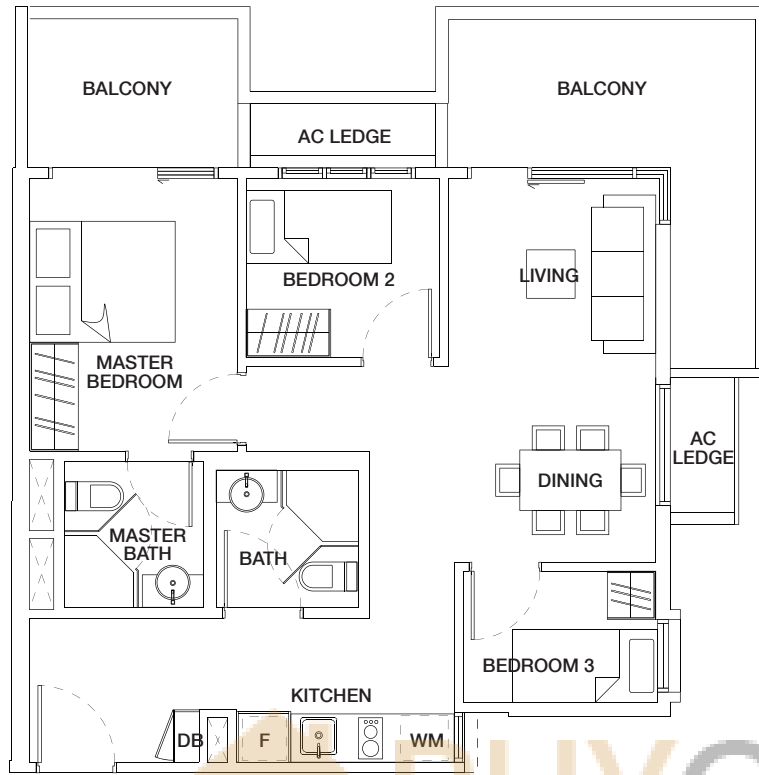 BALCONY
BALCONY
AC LEDGE
BEDROOM 2
LIVING
MASTER
BEDROOM
AC
LEDGE
DINING
MASTER
BATH
BATH
BEDROOM 3
KITCHEN
DB
F
WM